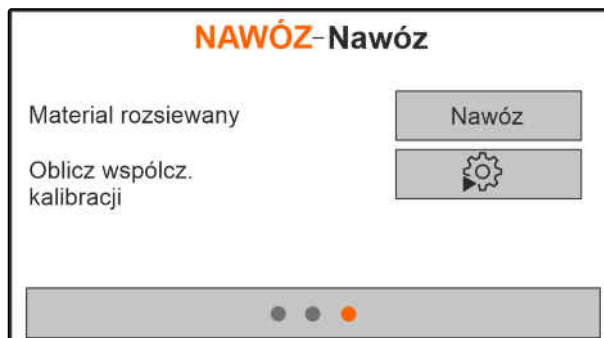 NAWÓZ-Nawóz
Material rozsiewany
Nawóz
Oblicz wspólcz.
kalibracji